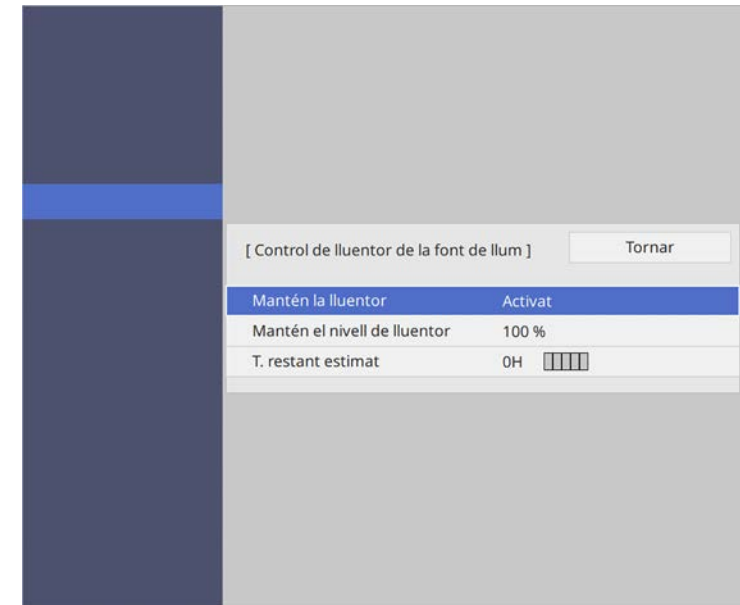 [ Control de lluentor de la font de llum ] Tornar
Mantén la lluentor Activat
Mantén el nivell de lluentor 100 %
T. restant estimat 0H